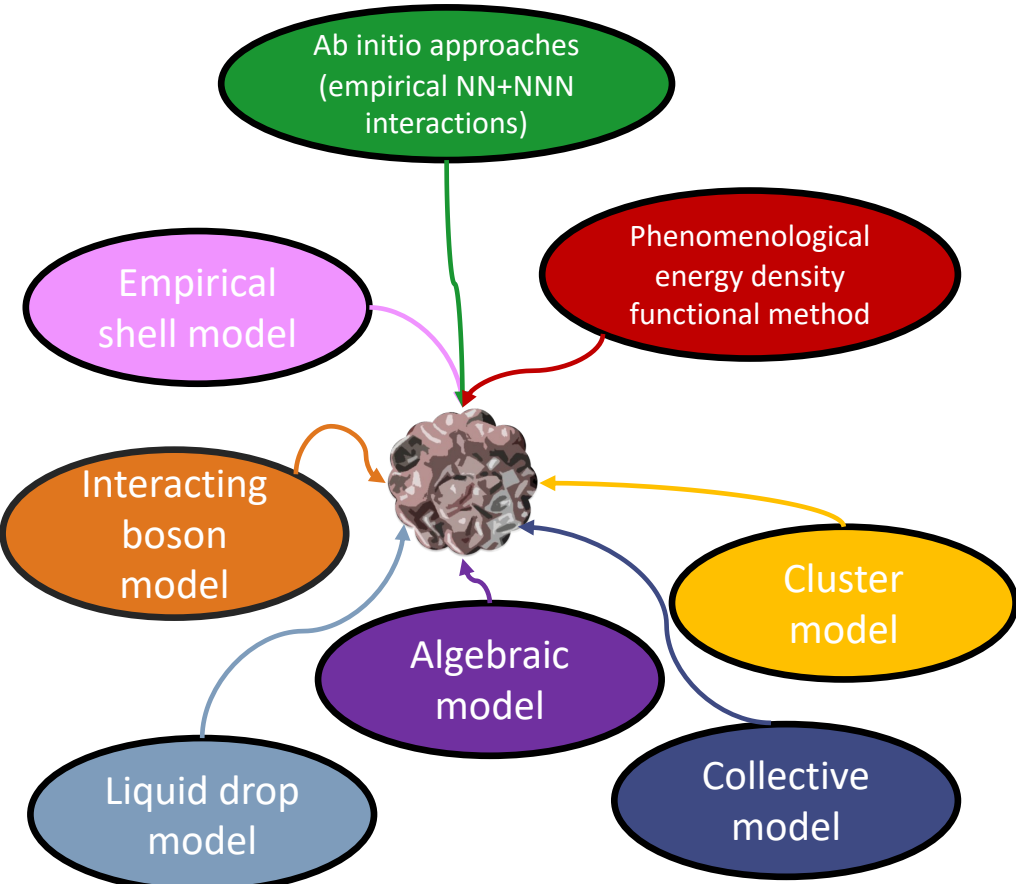 Ab initio approaches
(empirical NN+NNN
interactions)
Phenomenological
energy density
functional method
Empirical
shell model
Interacting
boson
model
Cluster
model
Algebraic
model
Liquid drop
model
Collective
model